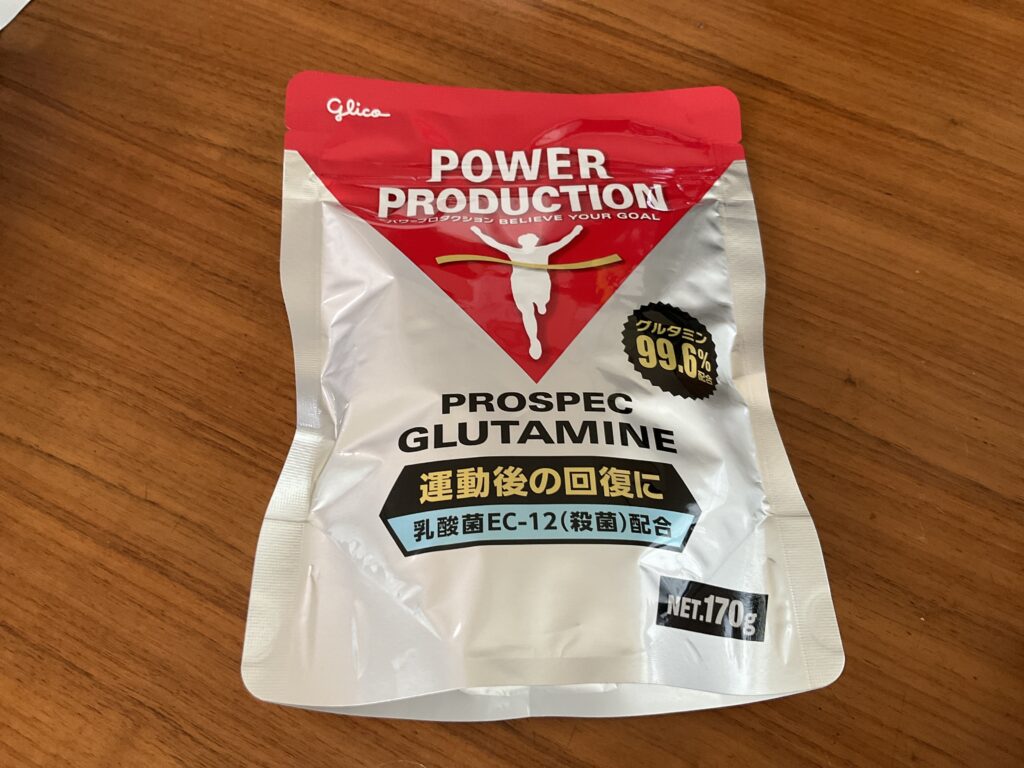 Glico
POWER
PRODUCTION
パワープロダクション BELIEVE YOUR GOAL
グルタミン
99.6%
配合
PROSPEC
GLUTAMINE
運動後の回復に
乳酸菌EC-12(殺菌)配合
NET.170g